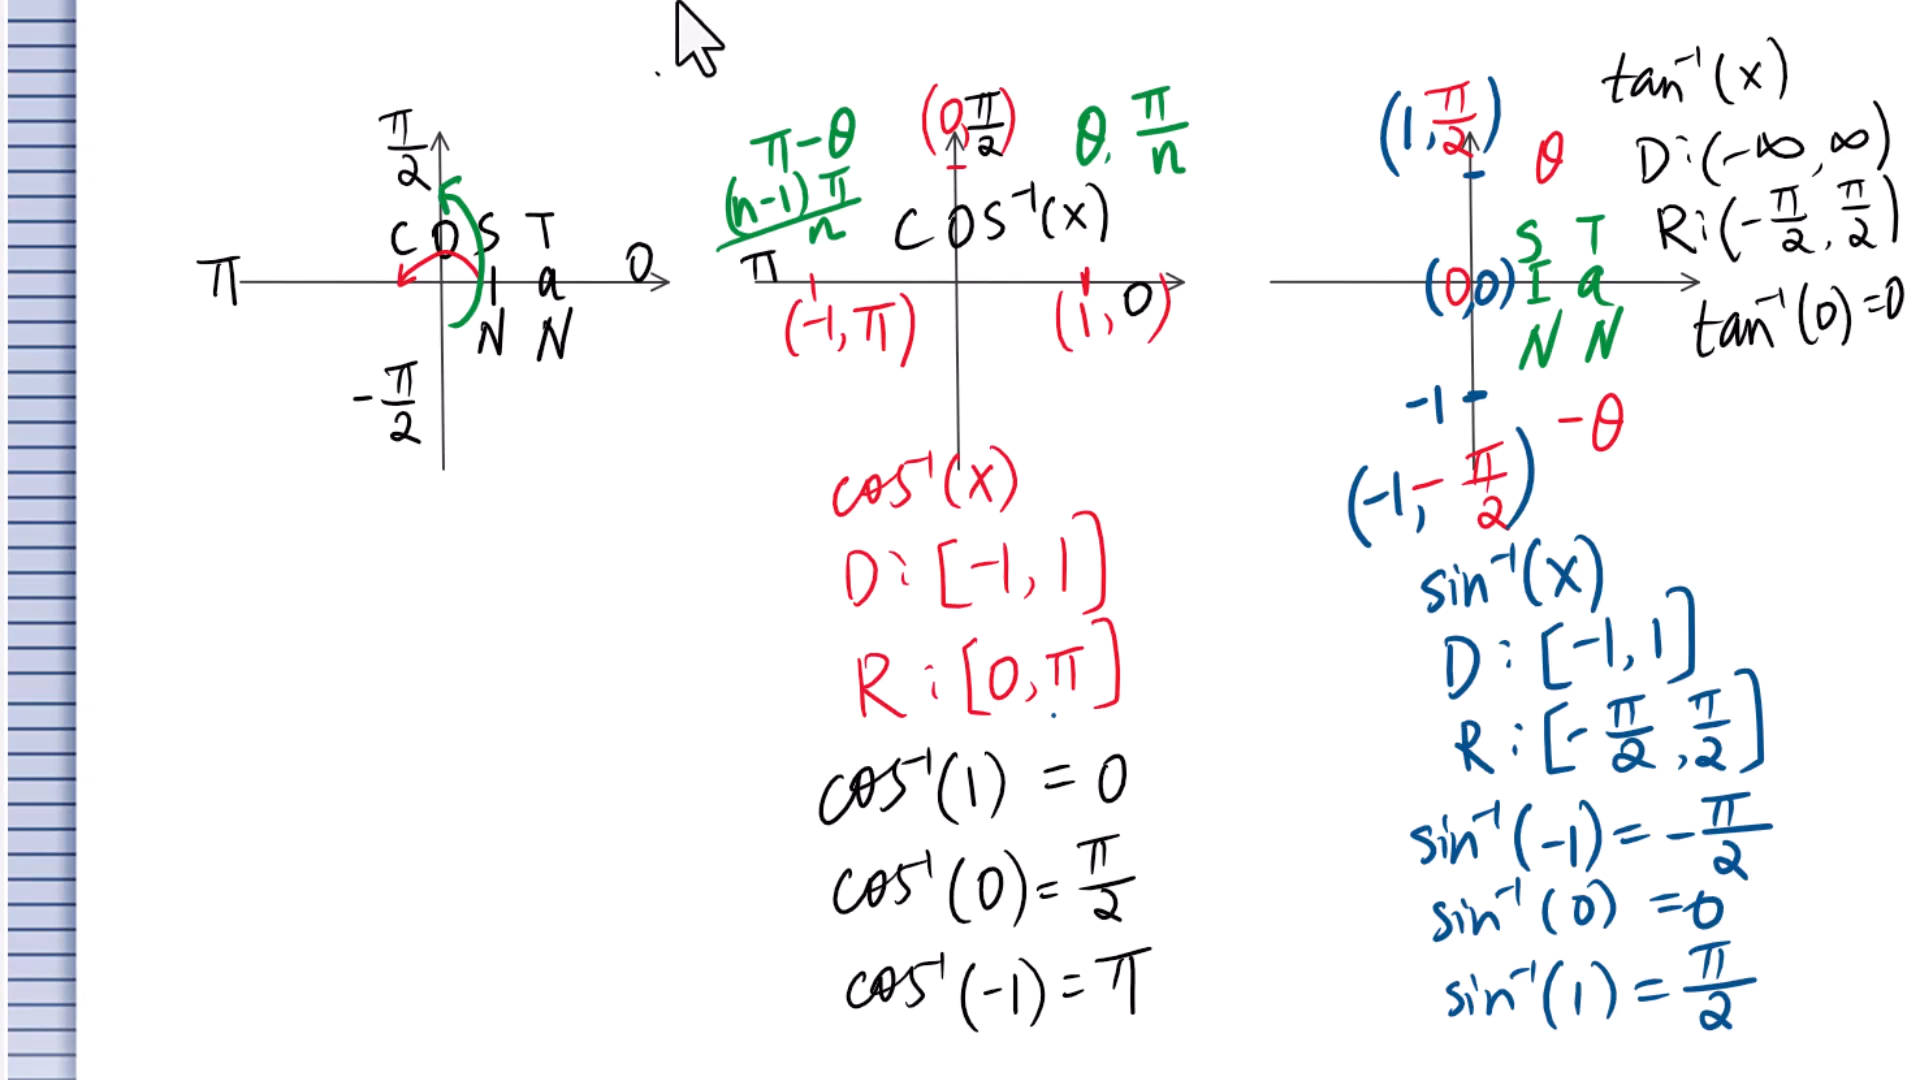 π/2
C O S T
π I a 0
N N
-π/2
π-θ
(n-1)π/n
(0, π/2)
θ, π/n
cos⁻¹(x)
π
(-1, π)
(1, 0)
cos⁻¹(x)
D: [-1, 1]
R: [0, π]
cos⁻¹(1) = 0
cos⁻¹(0) = π/2
cos⁻¹(-1) = π
(1, π/2)
θ
S T
(0,0) I a
N N
-1
-θ
(-1, -π/2)
tan⁻¹(x)
D: (-∞, ∞)
R: (-π/2, π/2)
tan⁻¹(0) = 0
sin⁻¹(x)
D: [-1, 1]
R: [-π/2, π/2]
sin⁻¹(-1) = -π/2
sin⁻¹(0) = 0
sin⁻¹(1) = π/2